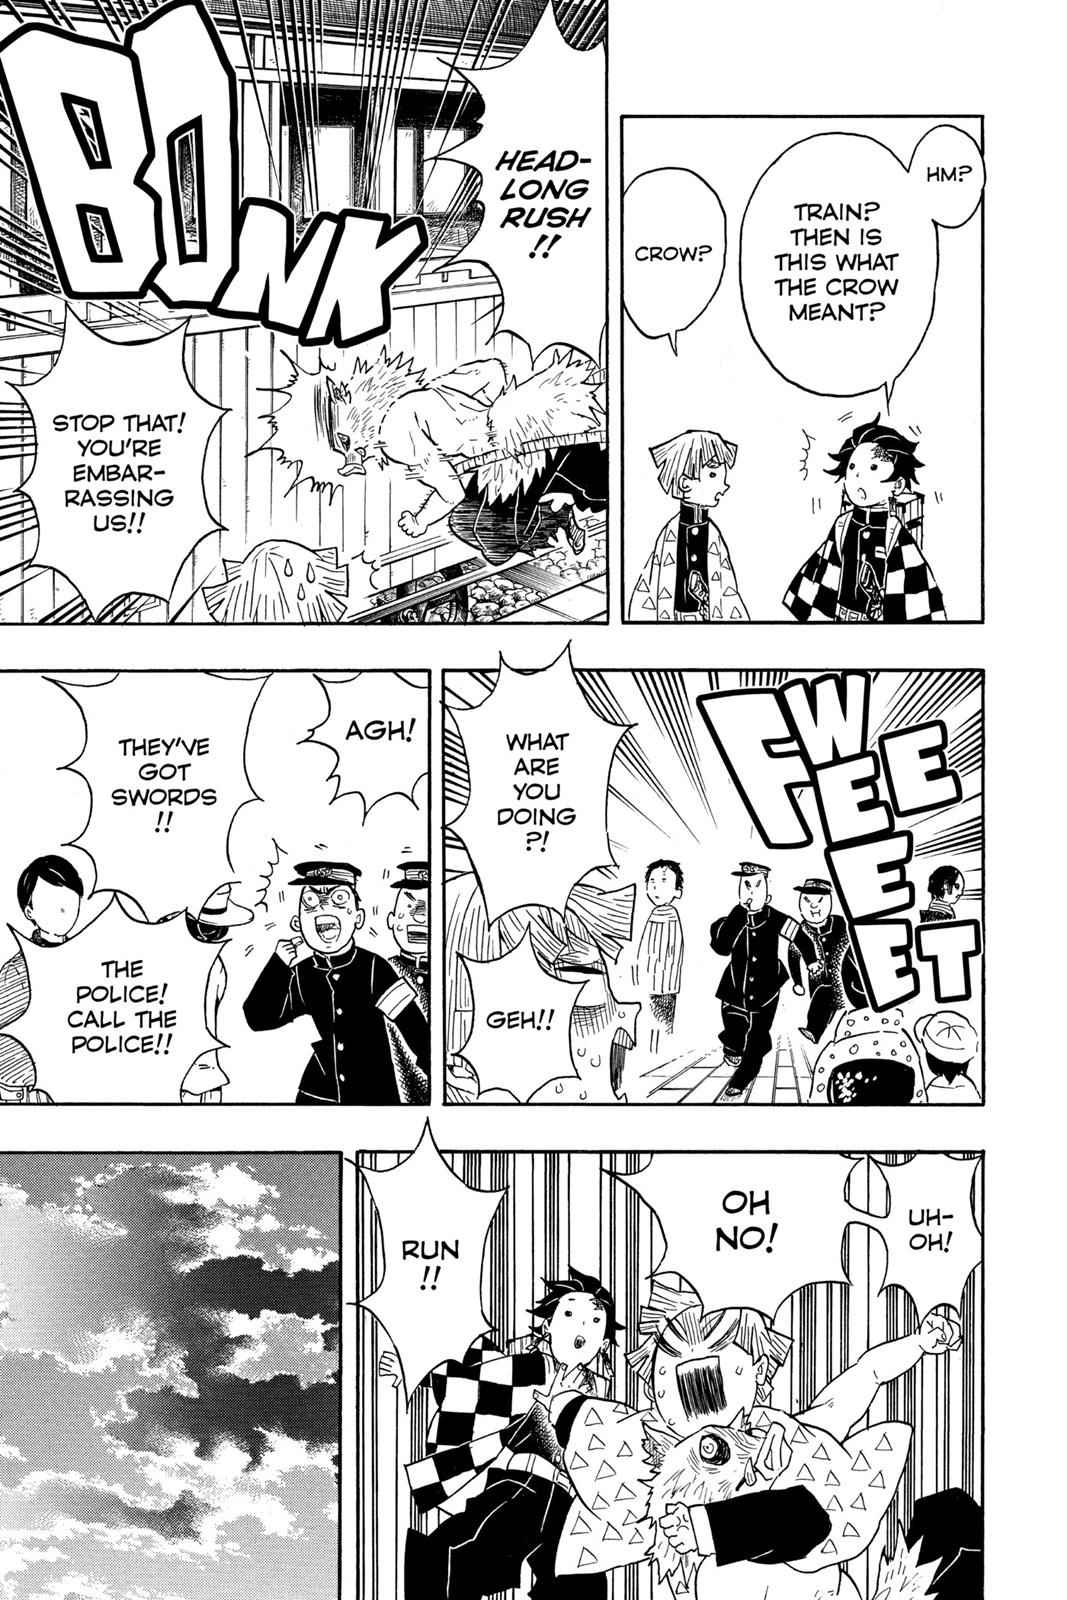 HM?
TRAIN?
THEN IS
THIS WHAT
THE CROW
MEANT?
CROW?
HEAD-
LONG
RUSH
!!
BONK
STOP THAT!
YOU'RE
EMBAR-
RASSING
US!!
FWEEEEET
WHAT
ARE
YOU
DOING
?!
GEH!!
AGH!
THEY'VE
GOT
SWORDS
!!
THE
POLICE!
CALL THE
POLICE!!
UH-
OH!
OH
NO!
RUN
!!